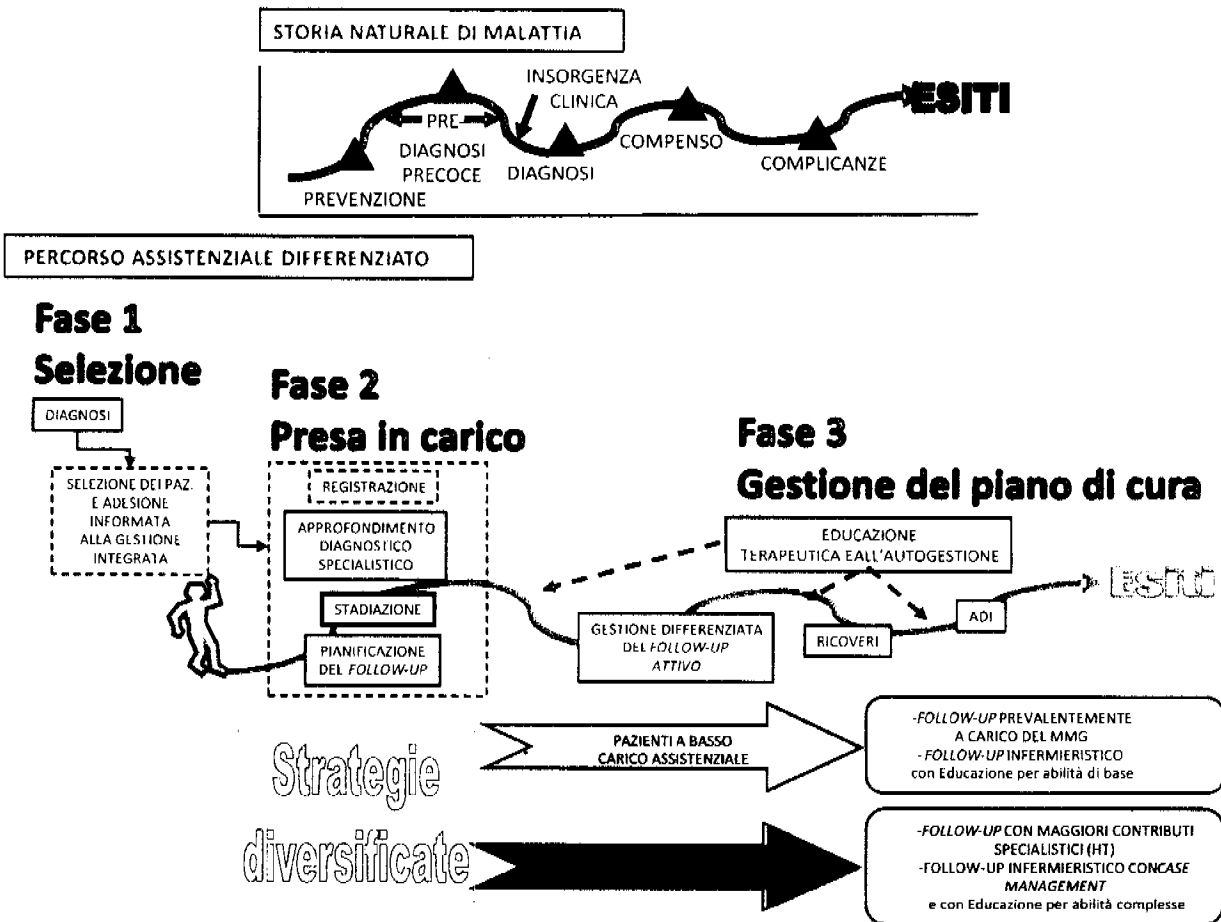 STORIA NATURALE DI MALATTIA
INSORGENZA
CLINICA
ESITI
PRE-
DIAGNOSI
PRECOCE
DIAGNOSI
COMPENSO
COMPLICANZE
PREVENZIONE
PERCORSO ASSISTENZIALE DIFFERENZIATO
Fase 1
Selezione
DIAGNOSI
SELEZIONE DEI PAZ.
E ADESIONE
INFORMATA
ALLA GESTIONE
INTEGRATA
Fase 2
Presa in carico
REGISTRAZIONE
APPROFONDIMENTO
DIAGNOSTICO
SPECIALISTICO
STADIAZIONE
PIANIFICAZIONE
DEL FOLLOW-UP
Fase 3
Gestione del piano di cura
EDUCAZIONE
TERAPEUTICA EALL'AUTOGESTIONE
GESTIONE DIFFERENZIATA
DEL FOLLOW-UP
ATTIVO
RICOVERI
ADI
Esiti
Strategie
diversificate
PAZIENTI A BASSO
CARICO ASSISTENZIALE
-FOLLOW-UP PREVALENTEMENTE
A CARICO DEL MMG
-FOLLOW-UP INFERMIERISTICO
con Educazione per abilità di base
-FOLLOW-UP CON MAGGIORI CONTRIBUTI
SPECIALISTICI (HT)
-FOLLOW-UP INFERMIERISTICO CONCASE
MANAGEMENT
e con Educazione per abilità complesse